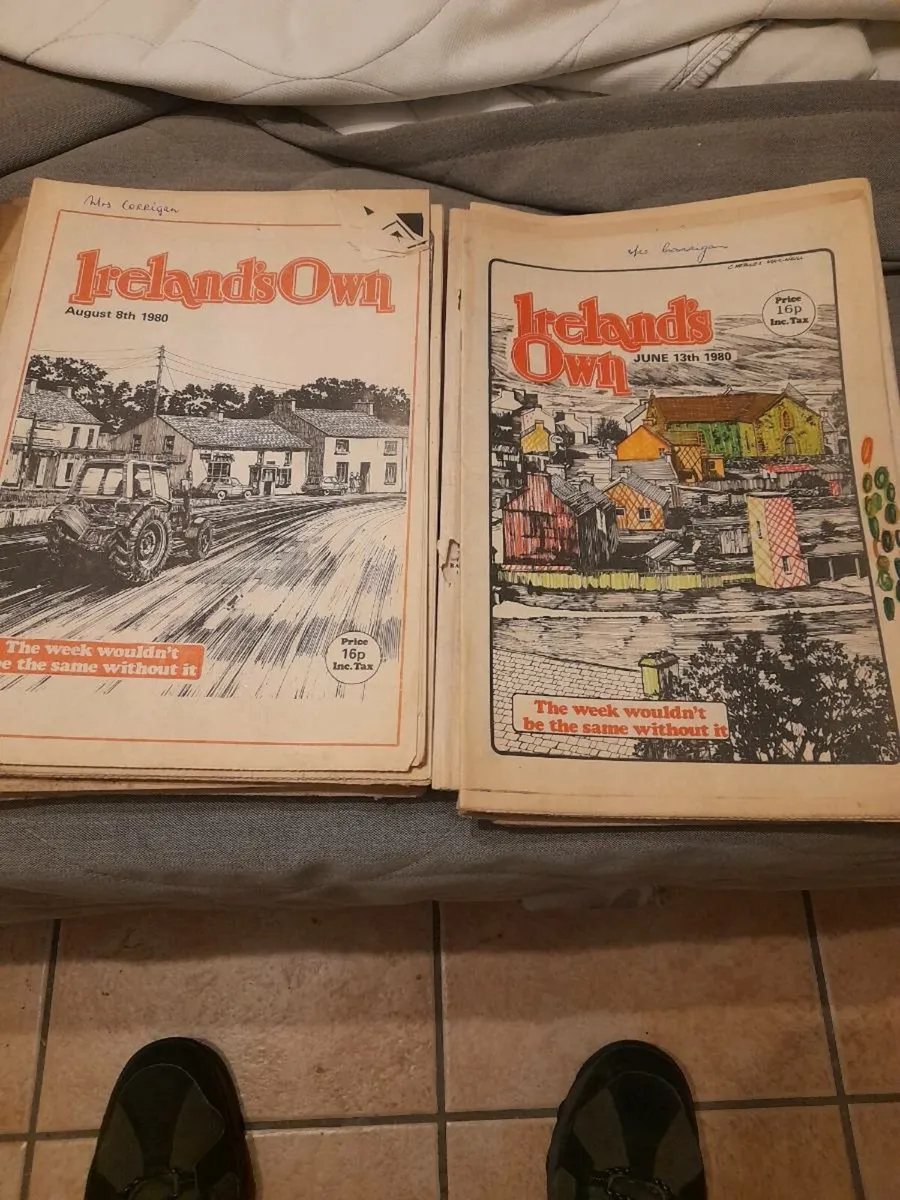 Mrs Corrigan
Ireland's Own
August 8th 1980
The week wouldn't
e the same without it
Price
16p
Inc. Tax
Mrs Corrigan
Ireland's
Own
JUNE 13th 1980
Price
16p
Inc. Tax
The week wouldn't
be the same without it